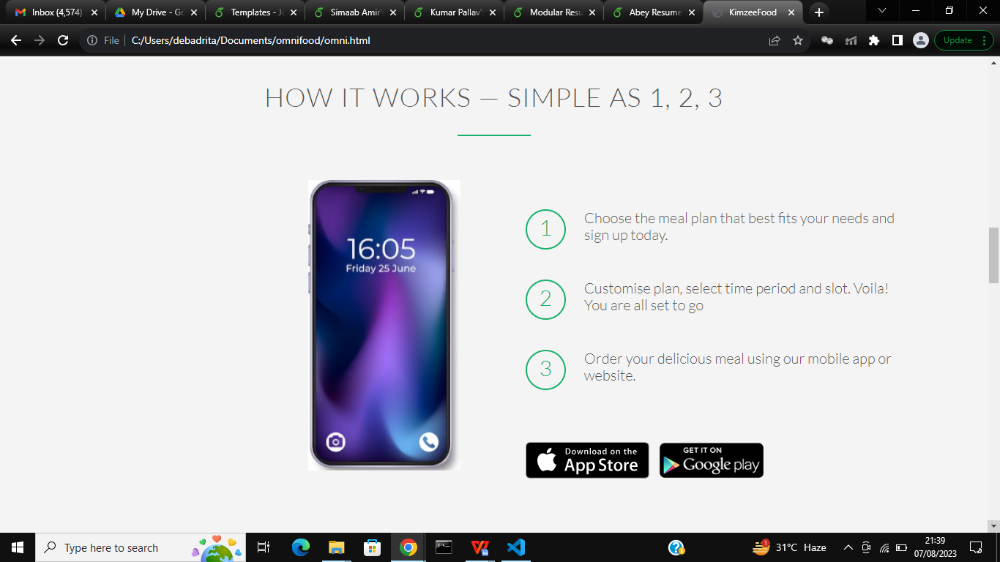 Inbox (4,574)
My Drive - Go
Templates - Jo
Simaab Amir'
Kumar Pallav'
Modular Resu
Abey Resume
KimzeeFood
File
C:/Users/debadrita/Documents/omnifood/omni.html
Update
HOW IT WORKS — SIMPLE AS 1, 2, 3
16:05
Friday 25 June
1
Choose the meal plan that best fits your needs and
sign up today.
2
Customise plan, select time period and slot. Voila!
You are all set to go
3
Order your delicious meal using our mobile app or
website.
Download on the
App Store
GET IT ON
Google play
Type here to search
1
31°C Haze
21:39
07/08/2023